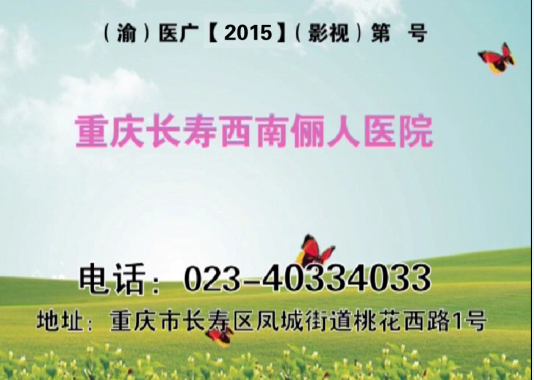 （渝）医广【2015】（影视）第 号
重庆长寿西南俪人医院
电话：023-40334033
地址：重庆市长寿区凤城街道桃花西路1号